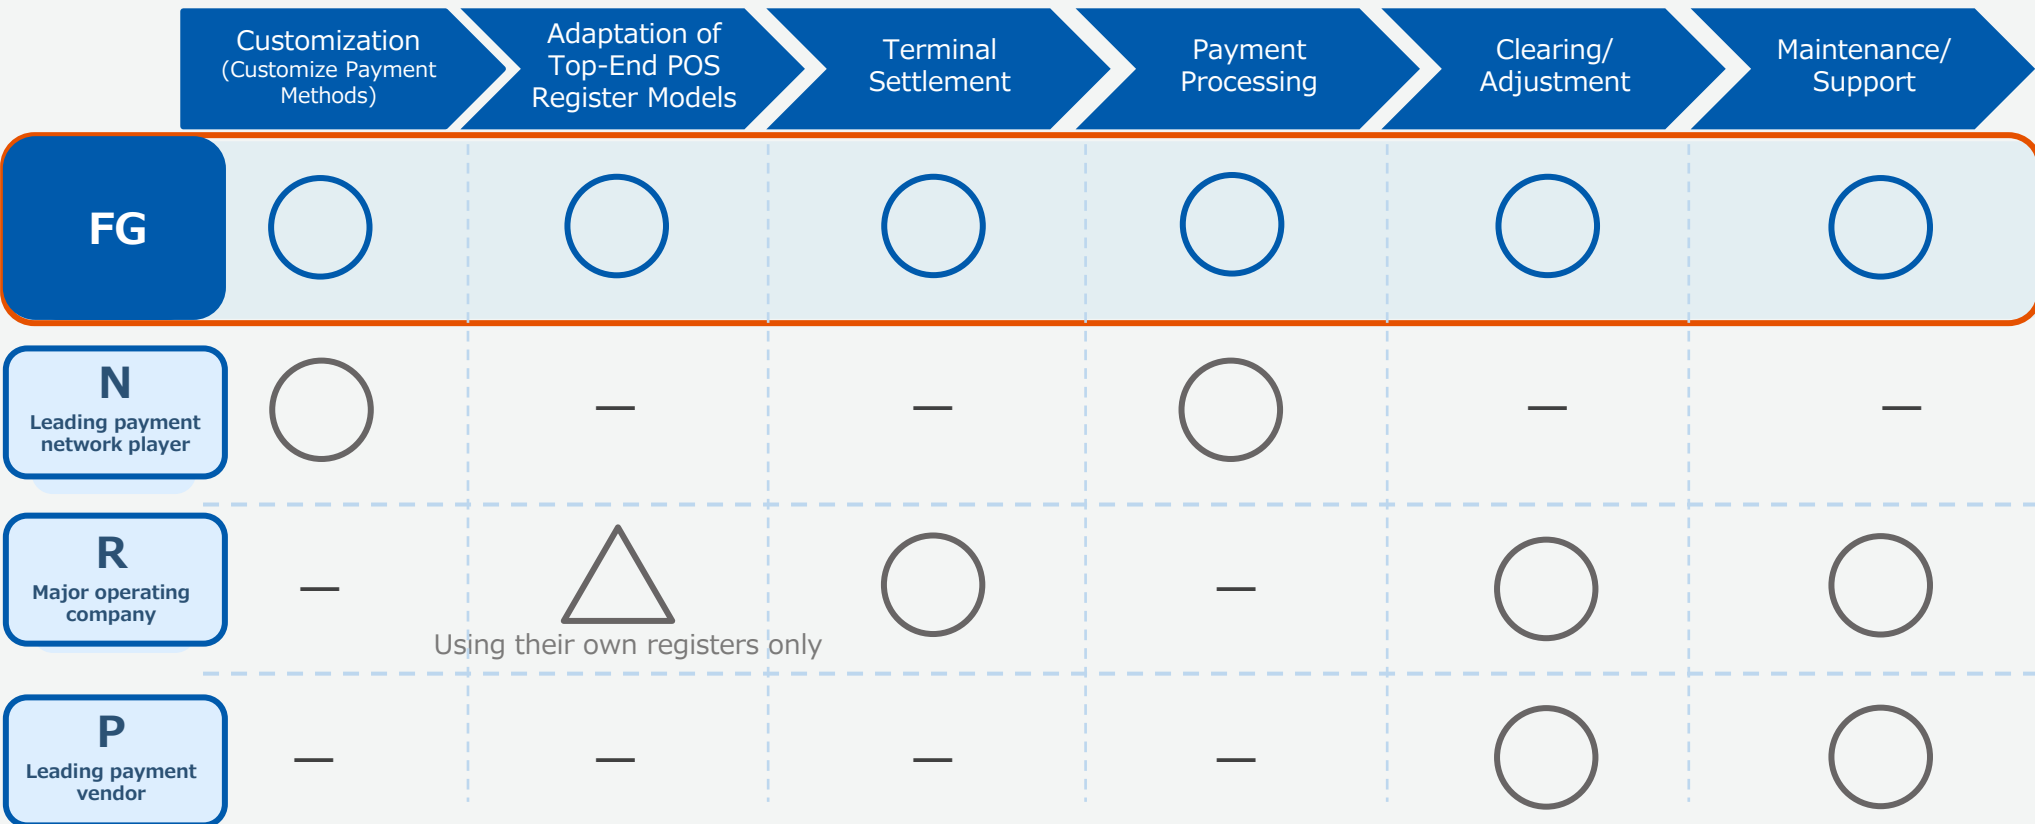 Customization
(Customize Payment
Methods)
Adaptation of
Top-End POS
Register Models
Terminal
Settlement
Payment
Processing
Clearing/
Adjustment
Maintenance/
Support
FG
N
Leading payment
network player
—
—
—
—
R
Major operating
company
—
Using their own registers only
—
P
Leading payment
vendor
—
—
—
—